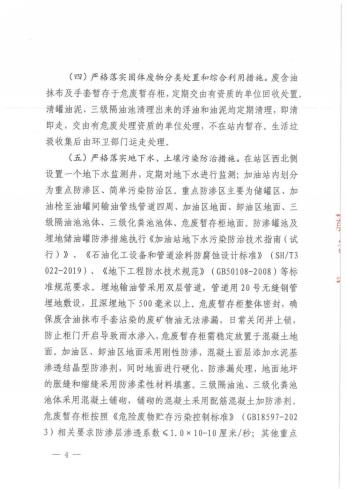 (四)严格落实固体废物分类处置和综合利用措施。废含油
抹布及手套暂存于危废暂存柜,定期交由有资质的单位回收处置。
清罐油泥、三级隔油池清理出来的浮油和油泥均定期清理,即清
即走,交由有危废处理资质的单位处理,不在站内暂存。生活垃
圾收集后由环卫部门运走处理。
(五)严格落实地下水、土壤污染防治措施。在站区西北侧
设置一个地下水监测井,定期对地下水进行监测;加油站内划分
为重点防渗区、简单污染防治区。重点防渗区主要为储罐区、加
油枪至油罐间输油管线管道四周、加油区地面、卸油区地面、三
级隔油池池体、三级化粪池池体、危废暂存柜地面。防渗罐池及
埋地储油罐防渗措施执行《加油站地下水污染防治技术指南(试
行)》、《石油化工设备和管道涂料防腐蚀设计标准》(SH/T3
022-2019)、《地下工程防水技术规范》(GB50108-2008)等标
准规范要求。埋地输油管采用双层管道,管道用20号无缝钢管
埋地敷设,且深埋地下500毫米以上。危废暂存柜整体密封,确
保废含油抹布手套沾染的废矿物油无法渗漏,日常关闭并上锁,
防止柜门开启导致雨水渗入,危废暂存柜需稳定放置于混凝土地
面。加油区、卸油区地面采用刚性防渗,混凝土面层添加水泥基
渗透结晶型防渗剂,同时地面进行硬化、防渗漏处理,地面地坪
的胀缝和缩缝采用防渗柔性材料填塞。三级隔油池、三级化粪池
池体采用混凝土铺砌,铺砌的混凝土采用配筋混凝土加防渗剂。
危废暂存柜按照《危险废物贮存污染控制标准》(GB18597-202
3)相关要求防渗层渗透系数≤1.0×10-10厘米/秒;其他重点
— 4 —